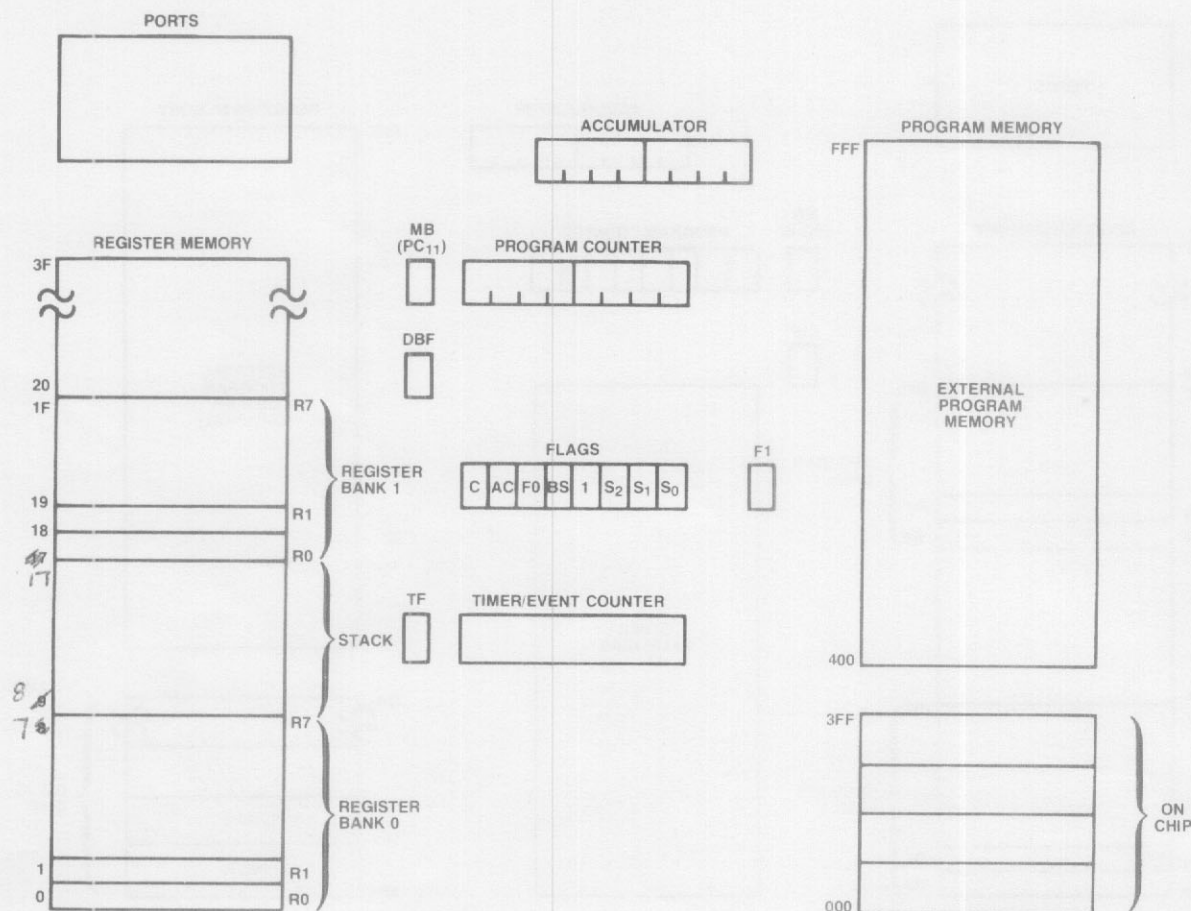 PORTS
ACCUMULATOR
PROGRAM MEMORY
FFF
MB
(PC₁₁)
PROGRAM COUNTER
REGISTER MEMORY
3F
DBF
20
1F
R7
REGISTER
BANK 1
19
R1
18
R0
17
FLAGS
C AC F0 BS 1 S₂ S₁ S₀
F1
EXTERNAL
PROGRAM
MEMORY
TF
TIMER/EVENT COUNTER
STACK
400
8 9
7
R7
3FF
REGISTER
BANK 0
ON
CHIP
1
R1
0
R0
000